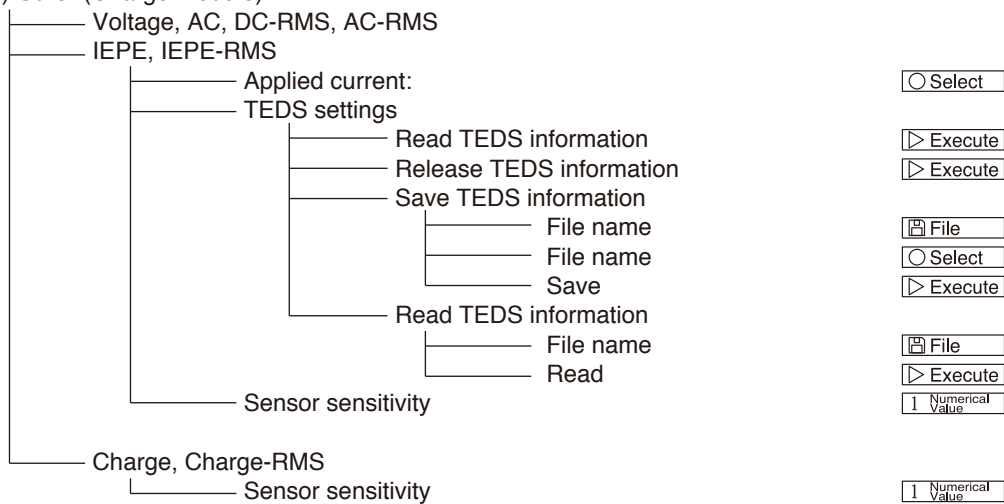 Voltage, AC, DC-RMS, AC-RMS
IEPE, IEPE-RMS
Applied current: Select
TEDS settings
Read TEDS information Execute
Release TEDS information Execute
Save TEDS information
File name File
File name Select
Save Execute
Read TEDS information
File name File
Read Execute
Sensor sensitivity 1 Numerical Value
Charge, Charge-RMS
Sensor sensitivity 1 Numerical Value